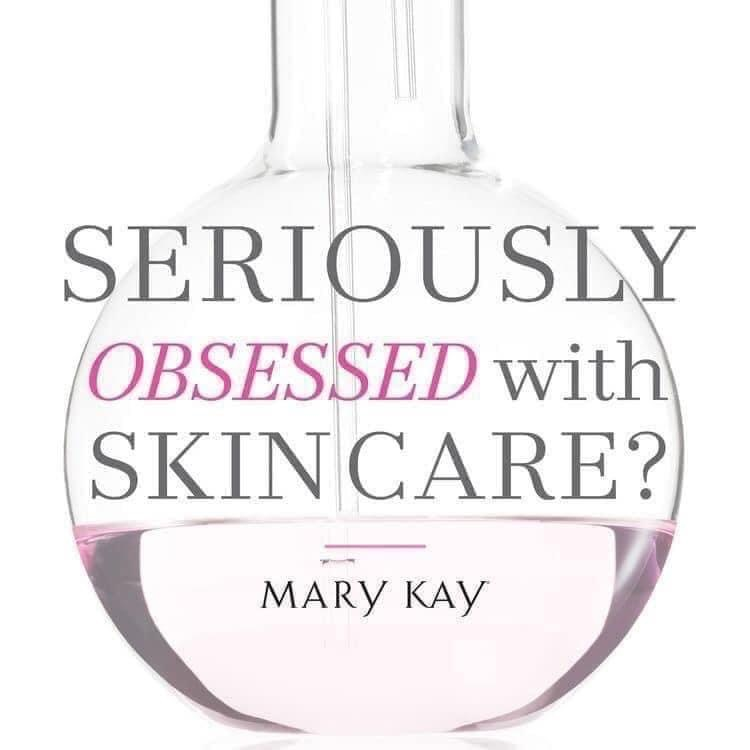 SERIOUSLY
OBSESSED with
SKIN CARE?
MARY KAY